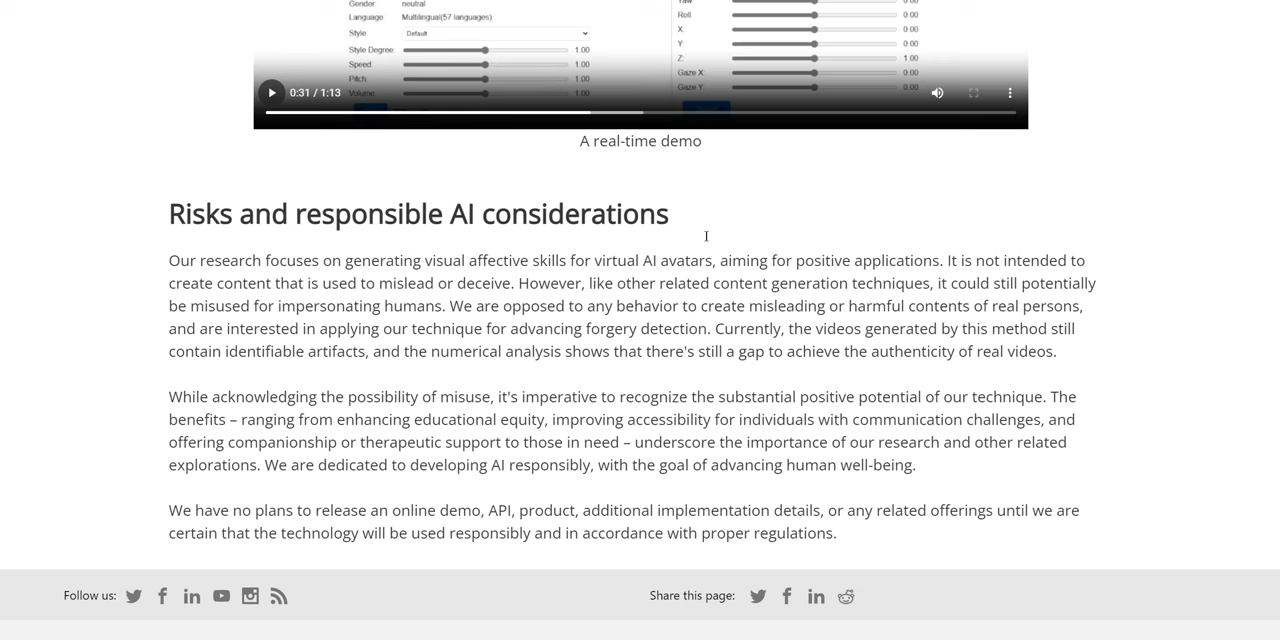 Gender: neutral Yaw 0.00
Language Multilingual(57 languages) Roll 0.00
Style: Default X: 0.00
Y: 0.00
Style Degree: 1.00 Z: 1.00
Speed: 1.00 Gaze X: 0.00
Pitch: 1.00 Gaze Y 0.00
Volume: 1.00
0:31 / 1:13
A real-time demo
Risks and responsible AI considerations
Our research focuses on generating visual affective skills for virtual AI avatars, aiming for positive applications. It is not intended to
create content that is used to mislead or deceive. However, like other related content generation techniques, it could still potentially
be misused for impersonating humans. We are opposed to any behavior to create misleading or harmful contents of real persons,
and are interested in applying our technique for advancing forgery detection. Currently, the videos generated by this method still
contain identifiable artifacts, and the numerical analysis shows that there's still a gap to achieve the authenticity of real videos.
While acknowledging the possibility of misuse, it's imperative to recognize the substantial positive potential of our technique. The
benefits – ranging from enhancing educational equity, improving accessibility for individuals with communication challenges, and
offering companionship or therapeutic support to those in need – underscore the importance of our research and other related
explorations. We are dedicated to developing AI responsibly, with the goal of advancing human well-being.
We have no plans to release an online demo, API, product, additional implementation details, or any related offerings until we are
certain that the technology will be used responsibly and in accordance with proper regulations.
Follow us: Share this page: